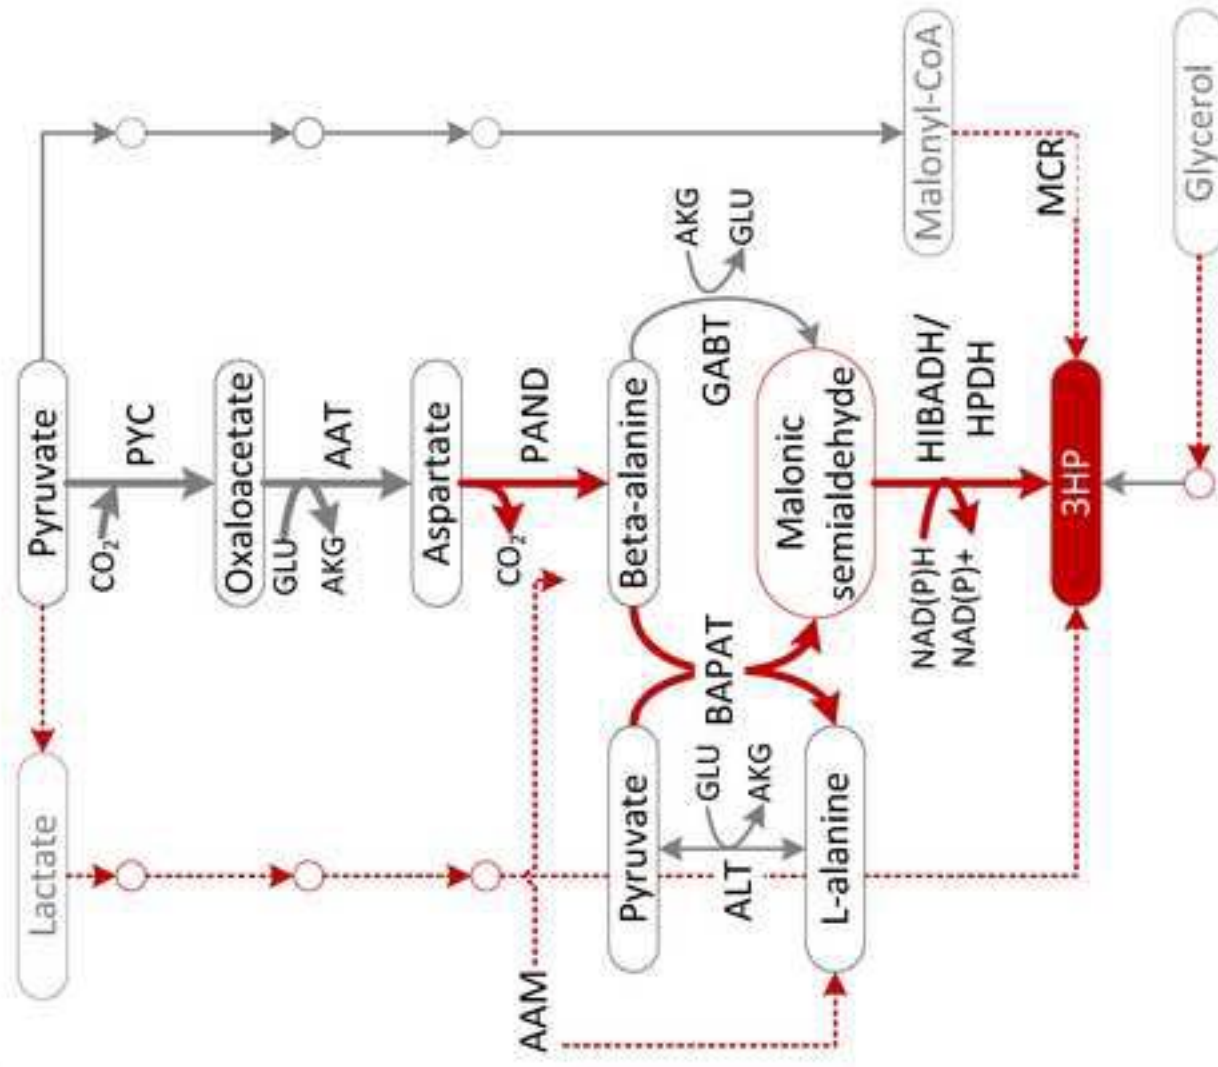 Lactate
Pyruvate
CO2
PYC
Oxaloacetate
GLU
AKG
AAT
Aspartate
CO2
PAND
AAM
Pyruvate
Beta-alanine
AKG
GLU
GABT
BAPAT
GLU
AKG
ALT
L-alanine
Malonic
semialdehyde
Malonyl-CoA
NAD(P)H
NAD(P)+
HIBADH/
HPDH
MCR
3HP
Glycerol